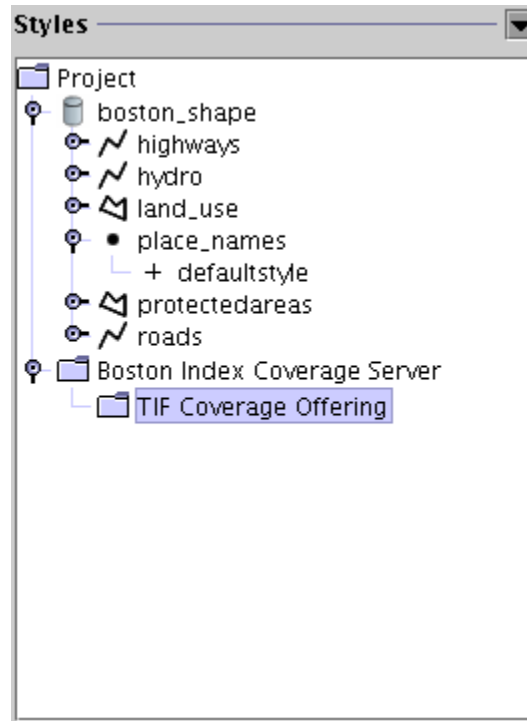 Styles
Project
boston_shape
highways
hydro
land_use
place_names
defaultstyle
protectedareas
roads
Boston Index Coverage Server
TIF Coverage Offering